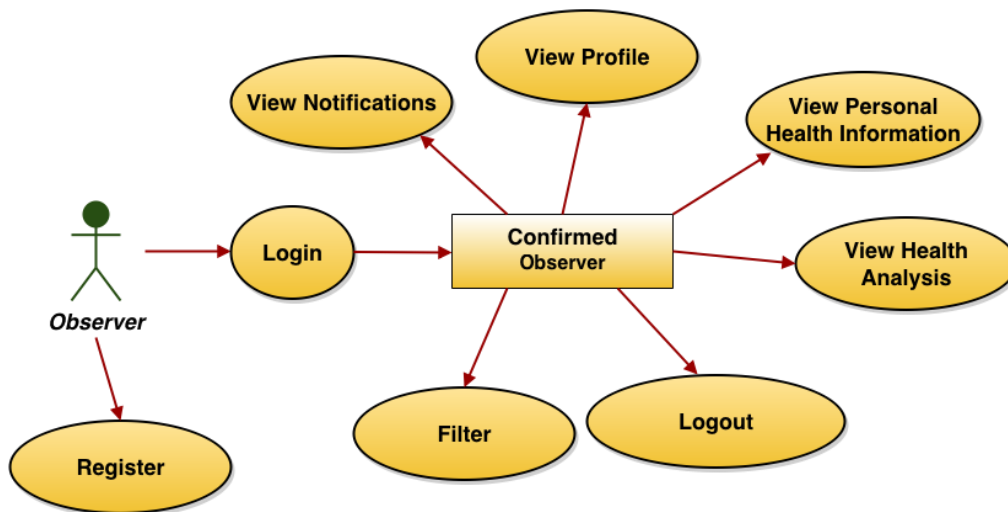 View Profile
View Notifications
View Personal
Health Information
Login
Confirmed
Observer
View Health
Analysis
Observer
Filter
Logout
Register